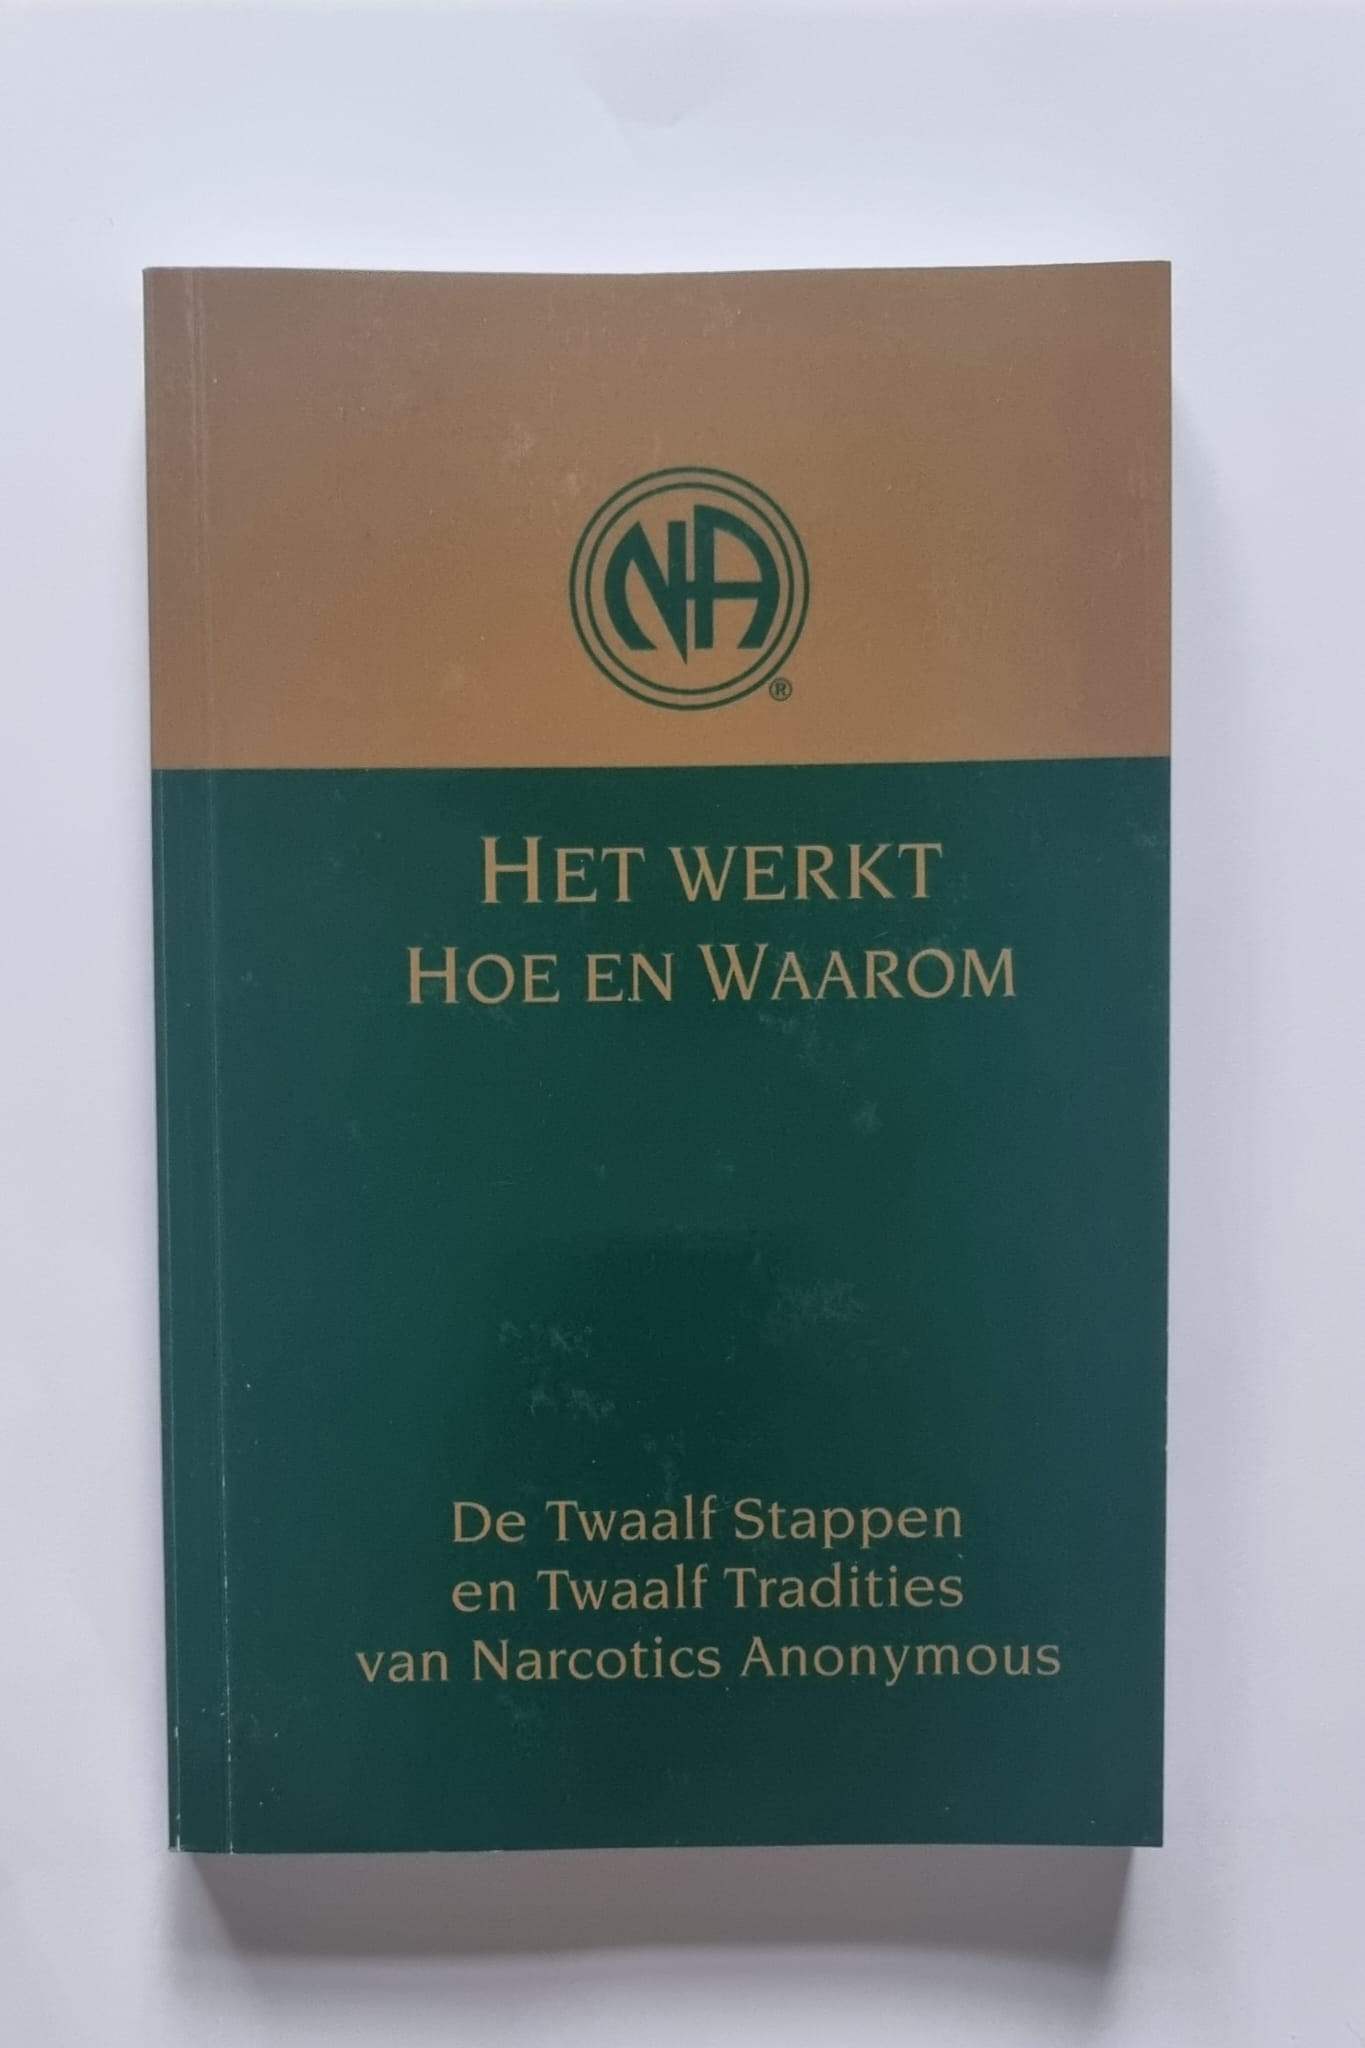 NA
®
HET WERKT
HOE EN WAAROM
De Twaalf Stappen
en Twaalf Tradities
van Narcotics Anonymous